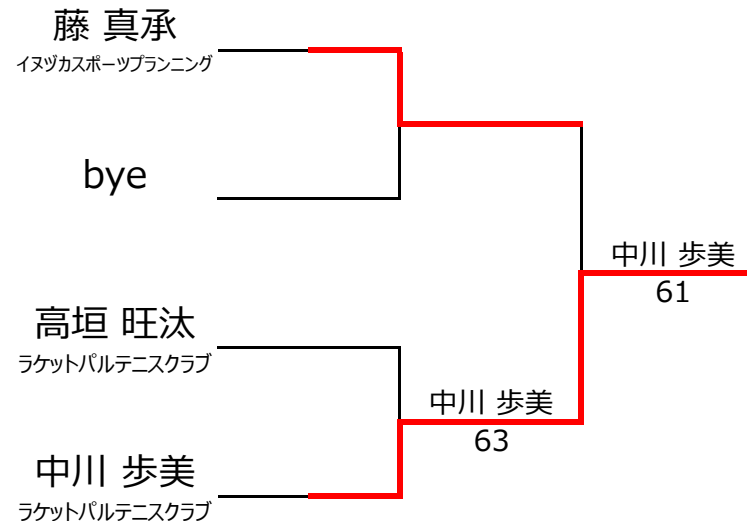 藤 真承
イヌヅカスポーツプランニング
bye
中川 歩美
61
高垣 旺汰
ラケットパルテニスクラブ
中川 歩美
63
中川 歩美
ラケットパルテニスクラブ